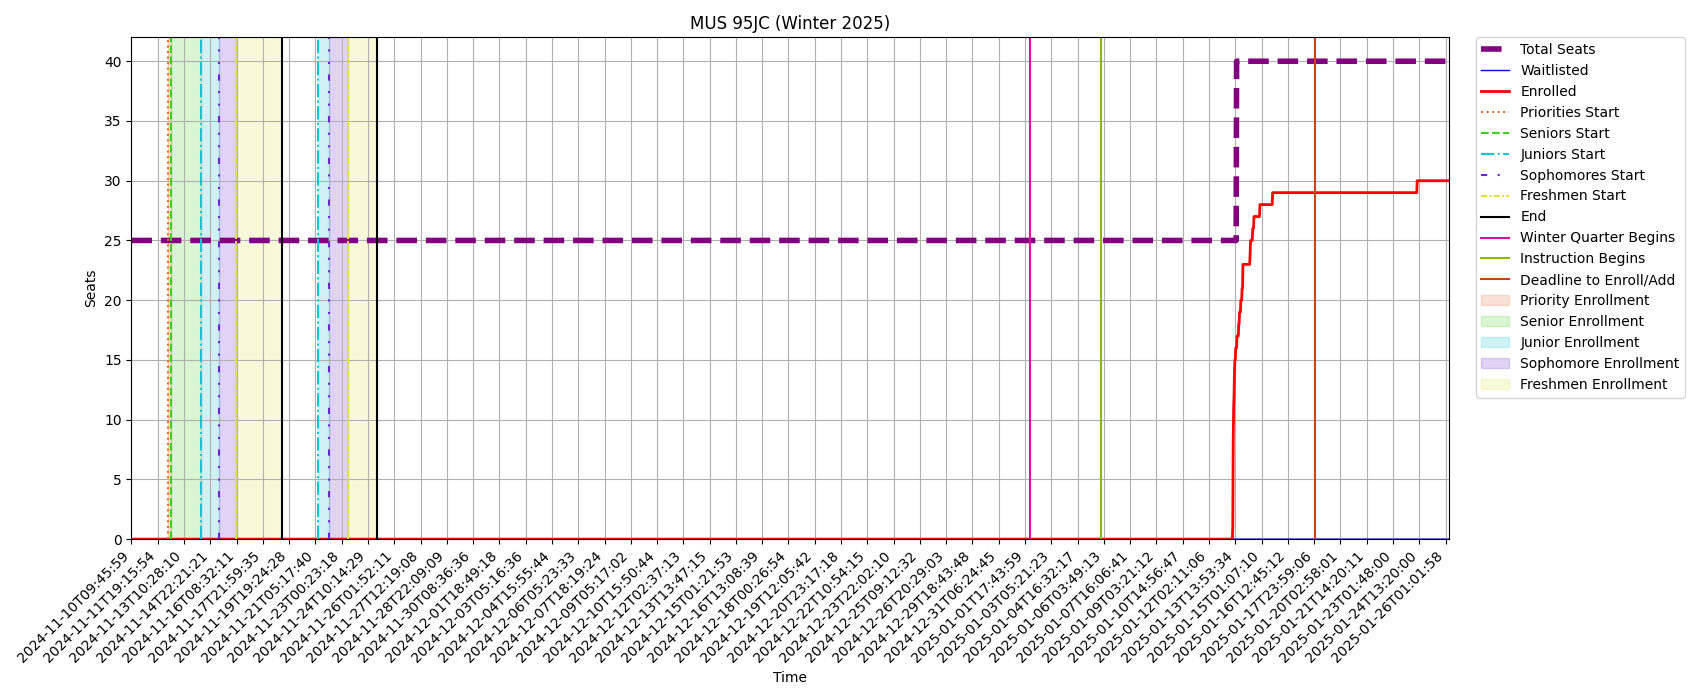 MUS 95JC (Winter 2025)
Seats
40
35
30
25
20
15
10
5
0
2024-11-10T09:45:59
2024-11-11T19:15:54
2024-11-13T10:28:10
2024-11-14T22:21:21
2024-11-16T08:32:11
2024-11-17T21:59:35
2024-11-19T19:24:28
2024-11-21T05:17:40
2024-11-23T00:23:18
2024-11-24T10:14:29
2024-11-26T01:52:11
2024-11-27T12:19:08
2024-11-28T22:09:09
2024-11-30T08:36:36
2024-12-01T18:49:18
2024-12-03T05:16:36
2024-12-04T15:55:44
2024-12-06T05:23:33
2024-12-07T18:19:24
2024-12-09T05:17:02
2024-12-10T15:50:44
2024-12-12T02:37:13
2024-12-13T13:47:15
2024-12-15T01:21:53
2024-12-16T13:08:39
2024-12-18T00:26:54
2024-12-19T12:05:42
2024-12-20T23:17:18
2024-12-22T10:54:15
2024-12-23T22:02:10
2024-12-25T09:12:32
2024-12-26T20:29:03
2024-12-29T18:43:48
2024-12-31T06:24:45
2025-01-01T17:43:59
2025-01-03T05:21:23
2025-01-04T16:32:17
2025-01-06T03:49:13
2025-01-07T16:06:41
2025-01-09T03:21:12
2025-01-10T14:56:47
2025-01-12T02:11:06
2025-01-13T13:53:34
2025-01-15T01:07:10
2025-01-16T12:45:12
2025-01-17T23:59:06
2025-01-20T02:58:01
2025-01-21T14:20:11
2025-01-23T01:48:00
2025-01-24T13:20:00
2025-01-26T01:01:58
Time
Total Seats
Waitlisted
Enrolled
Priorities Start
Seniors Start
Juniors Start
Sophomores Start
Freshmen Start
End
Winter Quarter Begins
Instruction Begins
Deadline to Enroll/Add
Priority Enrollment
Senior Enrollment
Junior Enrollment
Sophomore Enrollment
Freshmen Enrollment